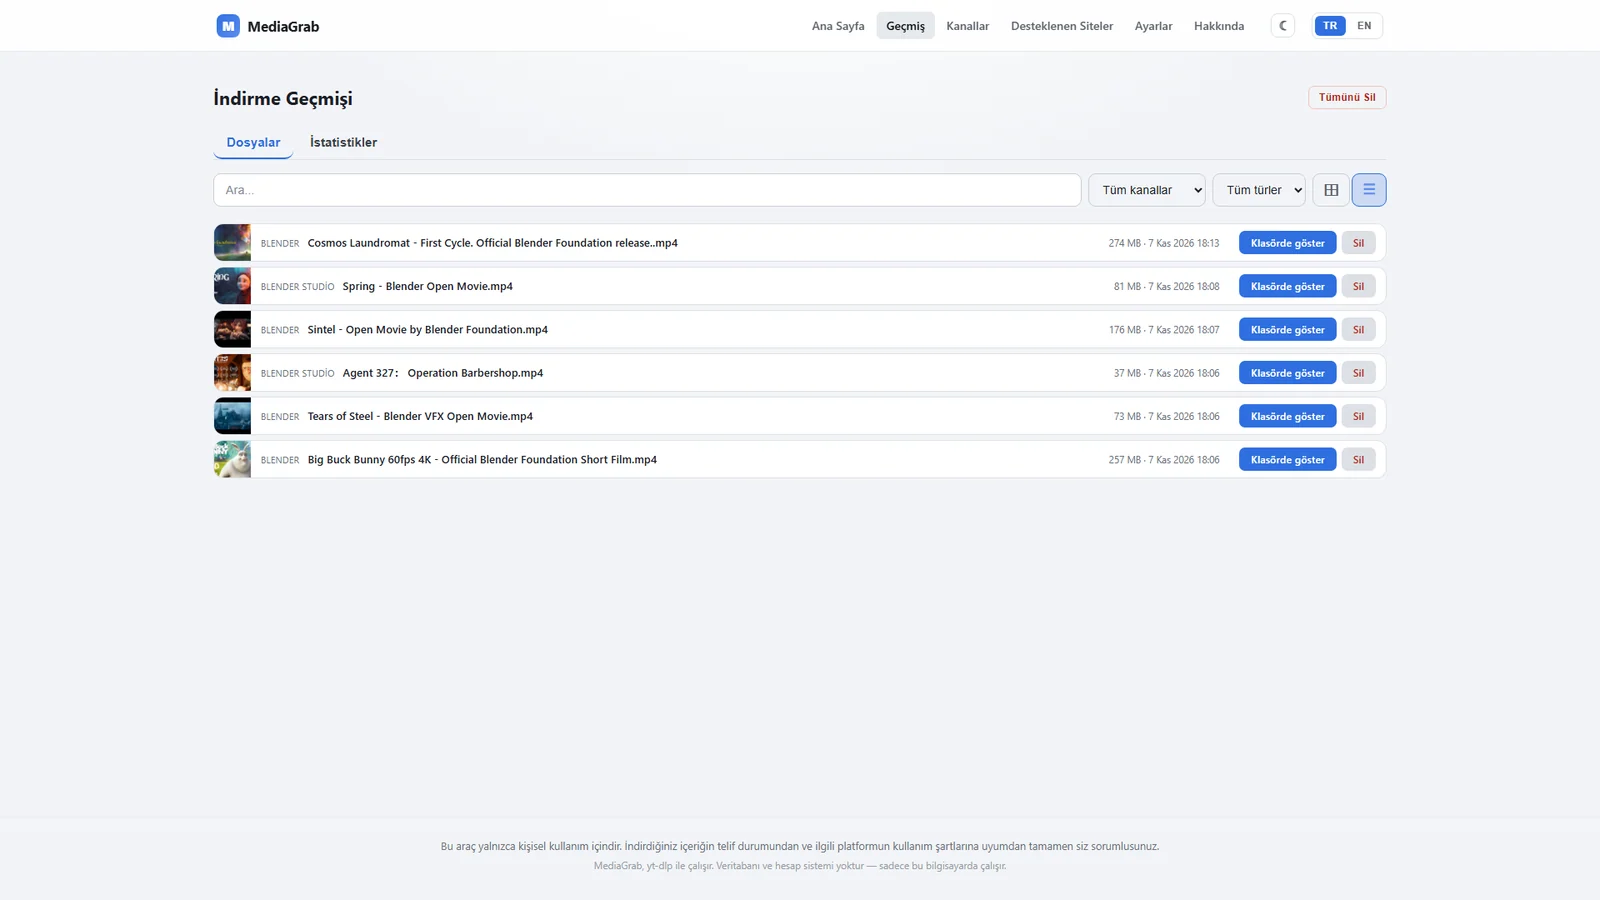 M MediaGrab
Ana Sayfa Geçmiş Kanallar Desteklenen Siteler Ayarlar Hakkında TR EN
İndirme Geçmişi
Tümünü Sil
Dosyalar İstatistikler
Ara... Tüm kanallar Tüm türler
BLENDER Cosmos Laundromat - First Cycle. Official Blender Foundation release..mp4 274 MB · 7 Kas 2026 18:13 Klasörde göster Sil
BLENDER STUDİO Spring - Blender Open Movie.mp4 81 MB · 7 Kas 2026 18:08 Klasörde göster Sil
BLENDER Sintel - Open Movie by Blender Foundation.mp4 176 MB · 7 Kas 2026 18:07 Klasörde göster Sil
BLENDER STUDİO Agent 327： Operation Barbershop.mp4 37 MB · 7 Kas 2026 18:06 Klasörde göster Sil
BLENDER Tears of Steel - Blender VFX Open Movie.mp4 73 MB · 7 Kas 2026 18:06 Klasörde göster Sil
BLENDER Big Buck Bunny 60fps 4K - Official Blender Foundation Short Film.mp4 257 MB · 7 Kas 2026 18:06 Klasörde göster Sil
Bu araç yalnızca kişisel kullanım içindir. İndirdiğiniz içeriğin telif durumundan ve ilgili platformun kullanım şartlarına uyumdan tamamen siz sorumlusunuz.
MediaGrab, yt-dlp ile çalışır. Veritabanı ve hesap sistemi yoktur — sadece bu bilgisayarda çalışır.